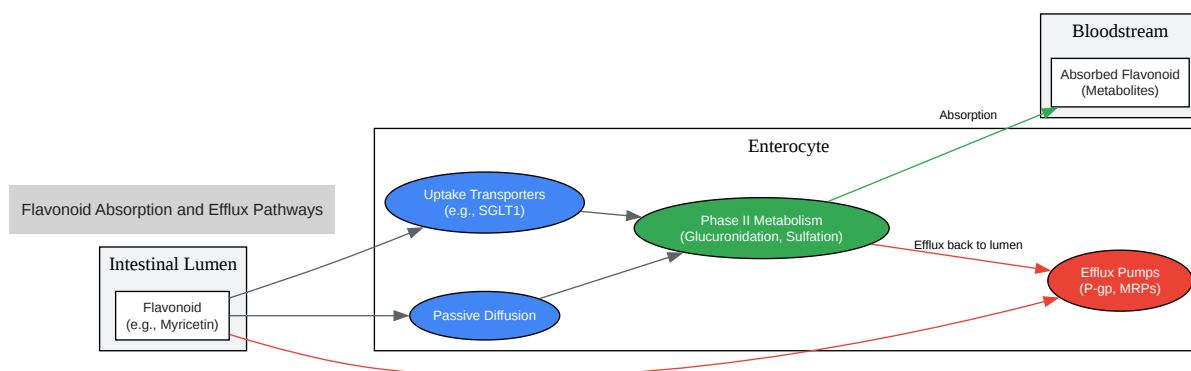 Flavonoid Absorption and Efflux Pathways
Intestinal Lumen
Flavonoid
(e.g., Myricetin)
Enterocyte
Uptake Transporters
(e.g., SGLT1)
Passive Diffusion
Phase II Metabolism
(Glucuronidation, Sulfation)
Absorption
Efflux back to lumen
Efflux Pumps
(P-gp, MRPs)
Bloodstream
Absorbed Flavonoid
(Metabolites)